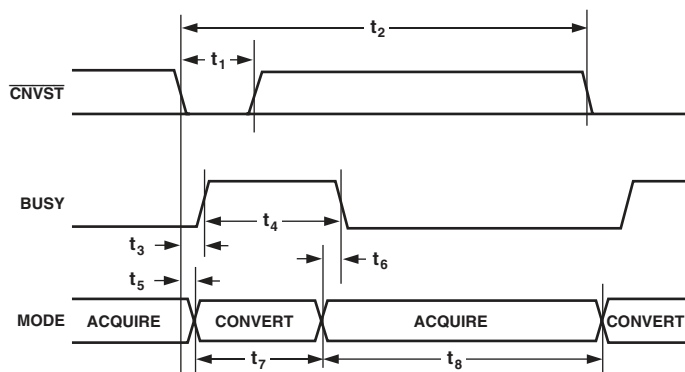 t2
t1
CNVST
BUSY
t4
t3
t6
t5
MODE ACQUIRE CONVERT ACQUIRE CONVERT
t7 t8